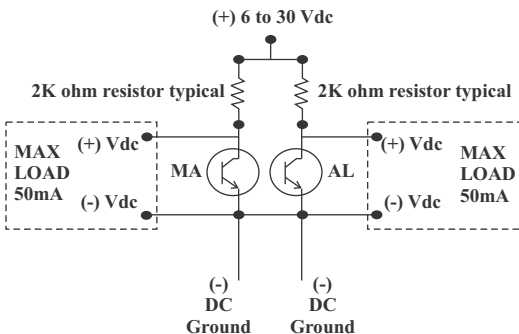 (+) 6 to 30 Vdc
2K ohm resistor typical
2K ohm resistor typical
MAX
LOAD
50mA
(+) Vdc
(-) Vdc
MA
AL
(+) Vdc
(-) Vdc
MAX
LOAD
50mA
(-)
DC
Ground
(-)
DC
Ground